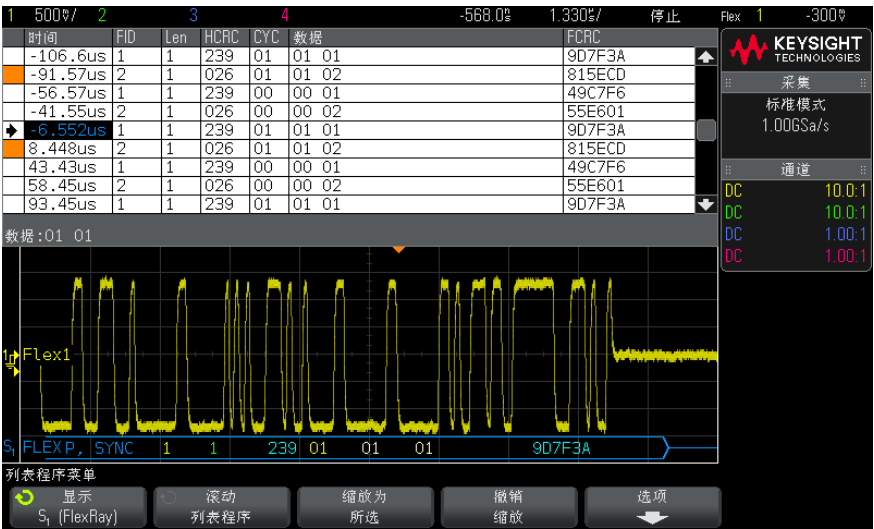 1 500mV/ 2 3 4 -568.0ns 1.330us/ 停止 Flex 1 -300mV
时间 FID Len HCRC CYC 数据 FCRC
-106.6us 1 1 239 01 01 01 9D7F3A
-91.57us 2 1 026 01 01 02 815ECD
-56.57us 1 1 239 00 00 01 49C7F6
-41.55us 2 1 026 00 00 02 55E601
-6.552us 1 1 239 01 01 01 9D7F3A
8.448us 2 1 026 01 01 02 815ECD
43.43us 1 1 239 00 00 01 49C7F6
58.45us 2 1 026 00 00 02 55E601
93.45us 1 1 239 01 01 01 9D7F3A
数据:01 01
KEYSIGHT
TECHNOLOGIES
采集
标准模式
1.00GSa/s
通道
DC 10.0:1
DC 10.0:1
DC 1.00:1
DC 1.00:1
1 Flex1
S1 FLEXP, SYNC 1 1 239 01 01 01 9D7F3A
列表程序菜单
显示
S1 (FlexRay)
滚动
列表程序
缩放为
所选
撤销
缩放
选项